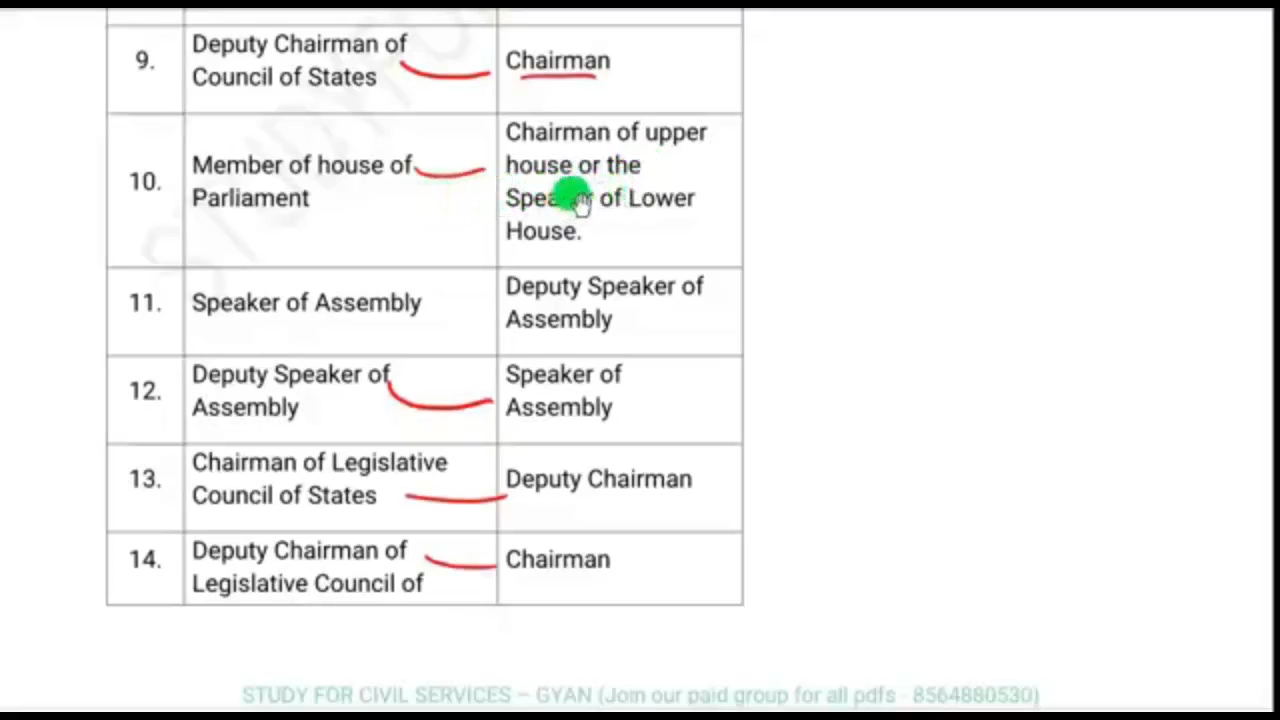 9.
Deputy Chairman of
Council of States
Chairman
10.
Member of house of
Parliament
Chairman of upper
house or the
Speaker of Lower
House.
11.
Speaker of Assembly
Deputy Speaker of
Assembly
12.
Deputy Speaker of
Assembly
Speaker of
Assembly
13.
Chairman of Legislative
Council of States
Deputy Chairman
14.
Deputy Chairman of
Legislative Council of
Chairman
STUDY FOR CIVIL SERVICES – GYAN (Join our paid group for all pdfs - 8564880530)